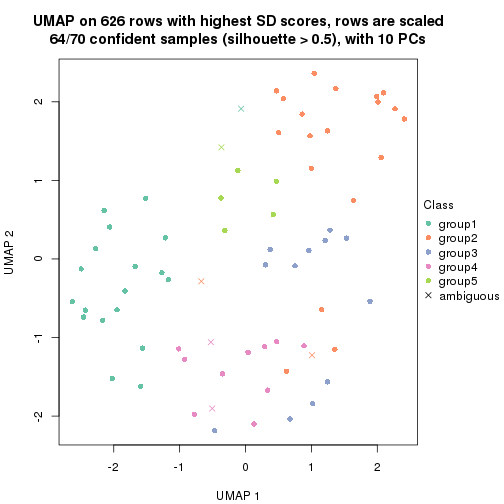 UMAP on 626 rows with highest SD scores, rows are scaled
64/70 confident samples (silhouette > 0.5), with 10 PCs
UMAP 2
2
1
0
-1
-2
-2
-1
0
1
2
UMAP 1
Class
group1
group2
group3
group4
group5
ambiguous